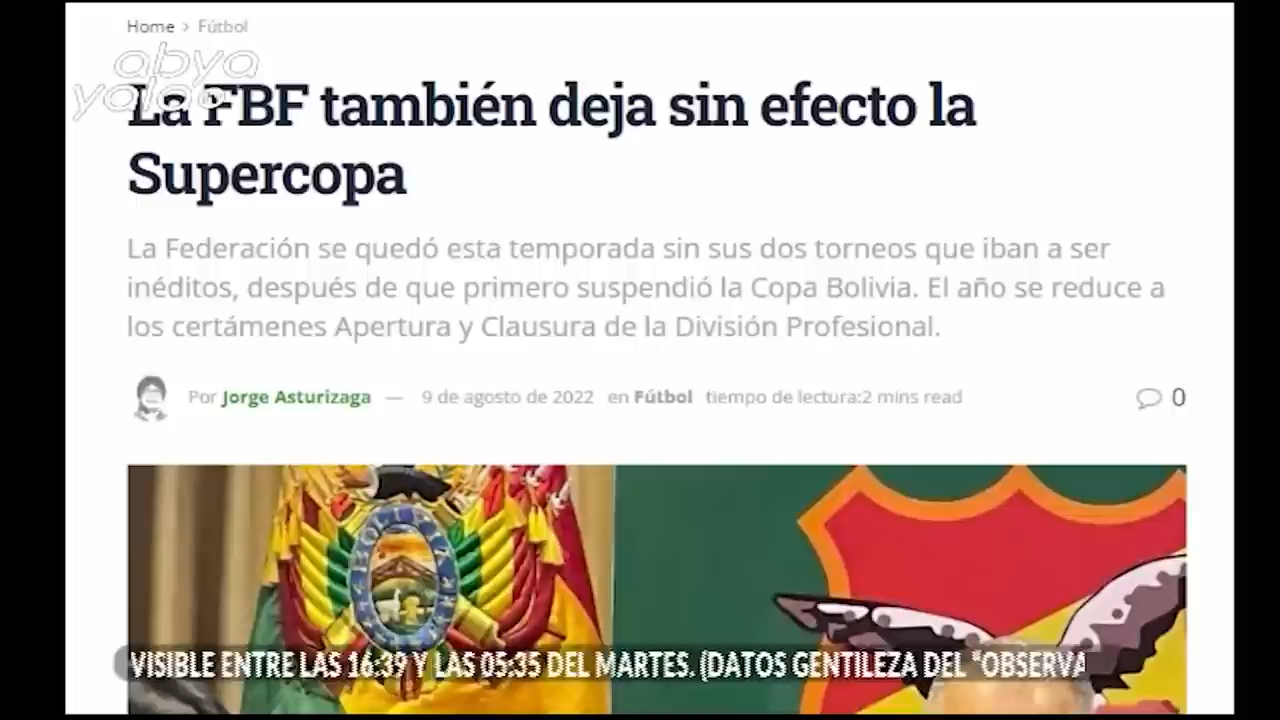 Home > Fútbol
abya
yala
La FBF también deja sin efecto la
Supercopa
La Federación se quedó esta temporada sin sus dos torneos que iban a ser
inéditos, después de que primero suspendió la Copa Bolivia. El año se reduce a
los certámenes Apertura y Clausura de la División Profesional.
Por Jorge Asturizaga — 9 de agosto de 2022 en Fútbol tiempo de lectura:2 mins read
0
BOLIVIA
VISIBLE ENTRE LAS 16:39 Y LAS 05:35 DEL MARTES. (DATOS GENTILEZA DEL "OBSERVA